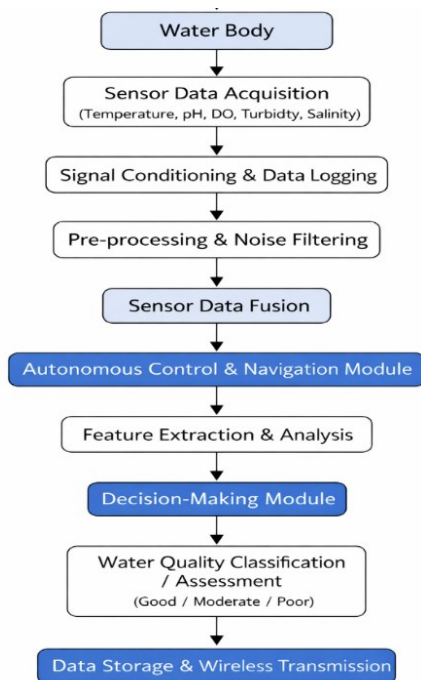 Water Body
Sensor Data Acquisition
(Temperature, pH, DO, Turbidty, Salinity)
Signal Conditioning & Data Logging
Pre-processing & Noise Filtering
Sensor Data Fusion
Autonomous Control & Navigation Module
Feature Extraction & Analysis
Decision-Making Module
Water Quality Classification
/ Assessment
(Good / Moderate / Poor)
Data Storage & Wireless Transmission